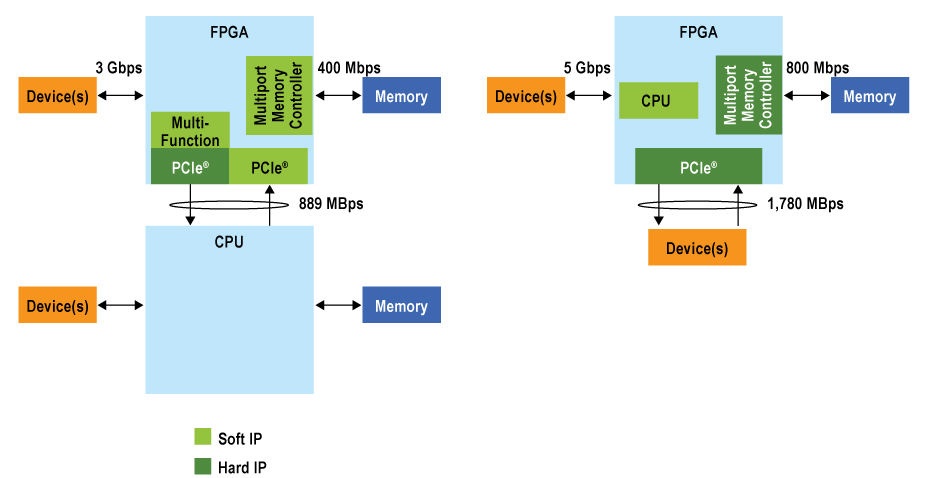 FPGA
3 Gbps
Device(s)
Multiport
Memory
Controller
400 Mbps
Memory
Multi-
Function
PCIe®
PCIe®
889 MBps
CPU
Device(s)
Memory
Soft IP
Hard IP
FPGA
5 Gbps
Device(s)
CPU
Multiport
Memory
Controller
800 Mbps
Memory
PCIe®
1,780 MBps
Device(s)